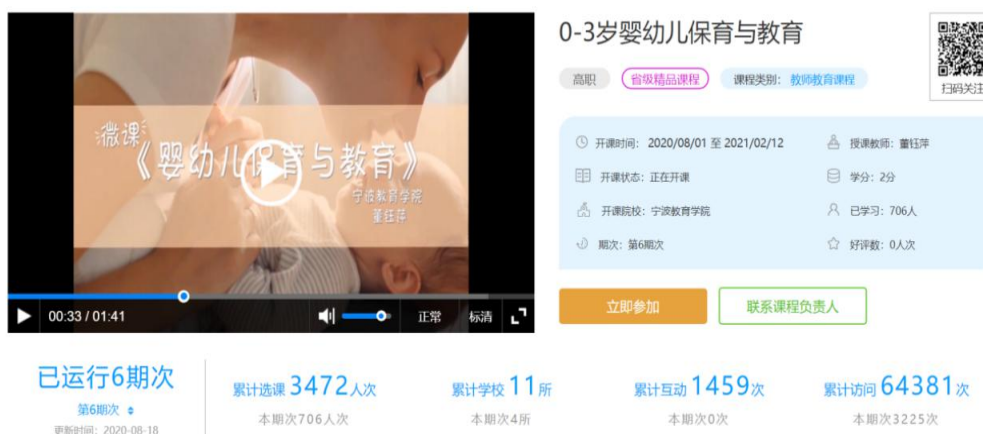 微课
《婴幼儿保育与教育》
宁波教育学院
董钰萍
00:33 / 01:41
正常
标清
0-3岁婴幼儿保育与教育
高职
省级精品课程
课程类别：教师教育课程
扫码关注
开课时间：2020/08/01 至 2021/02/12
授课教师：董钰萍
开课状态：正在开课
学分：2分
开课院校：宁波教育学院
已学习：706人
期次：第6期次
好评数：0人次
立即参加
联系课程负责人
已运行6期次
第6期次
更新时间：2020-08-18
累计选课 3472人次
本期次706人次
累计学校 11所
本期次4所
累计互动 1459次
本期次0次
累计访问 64381次
本期次3225次